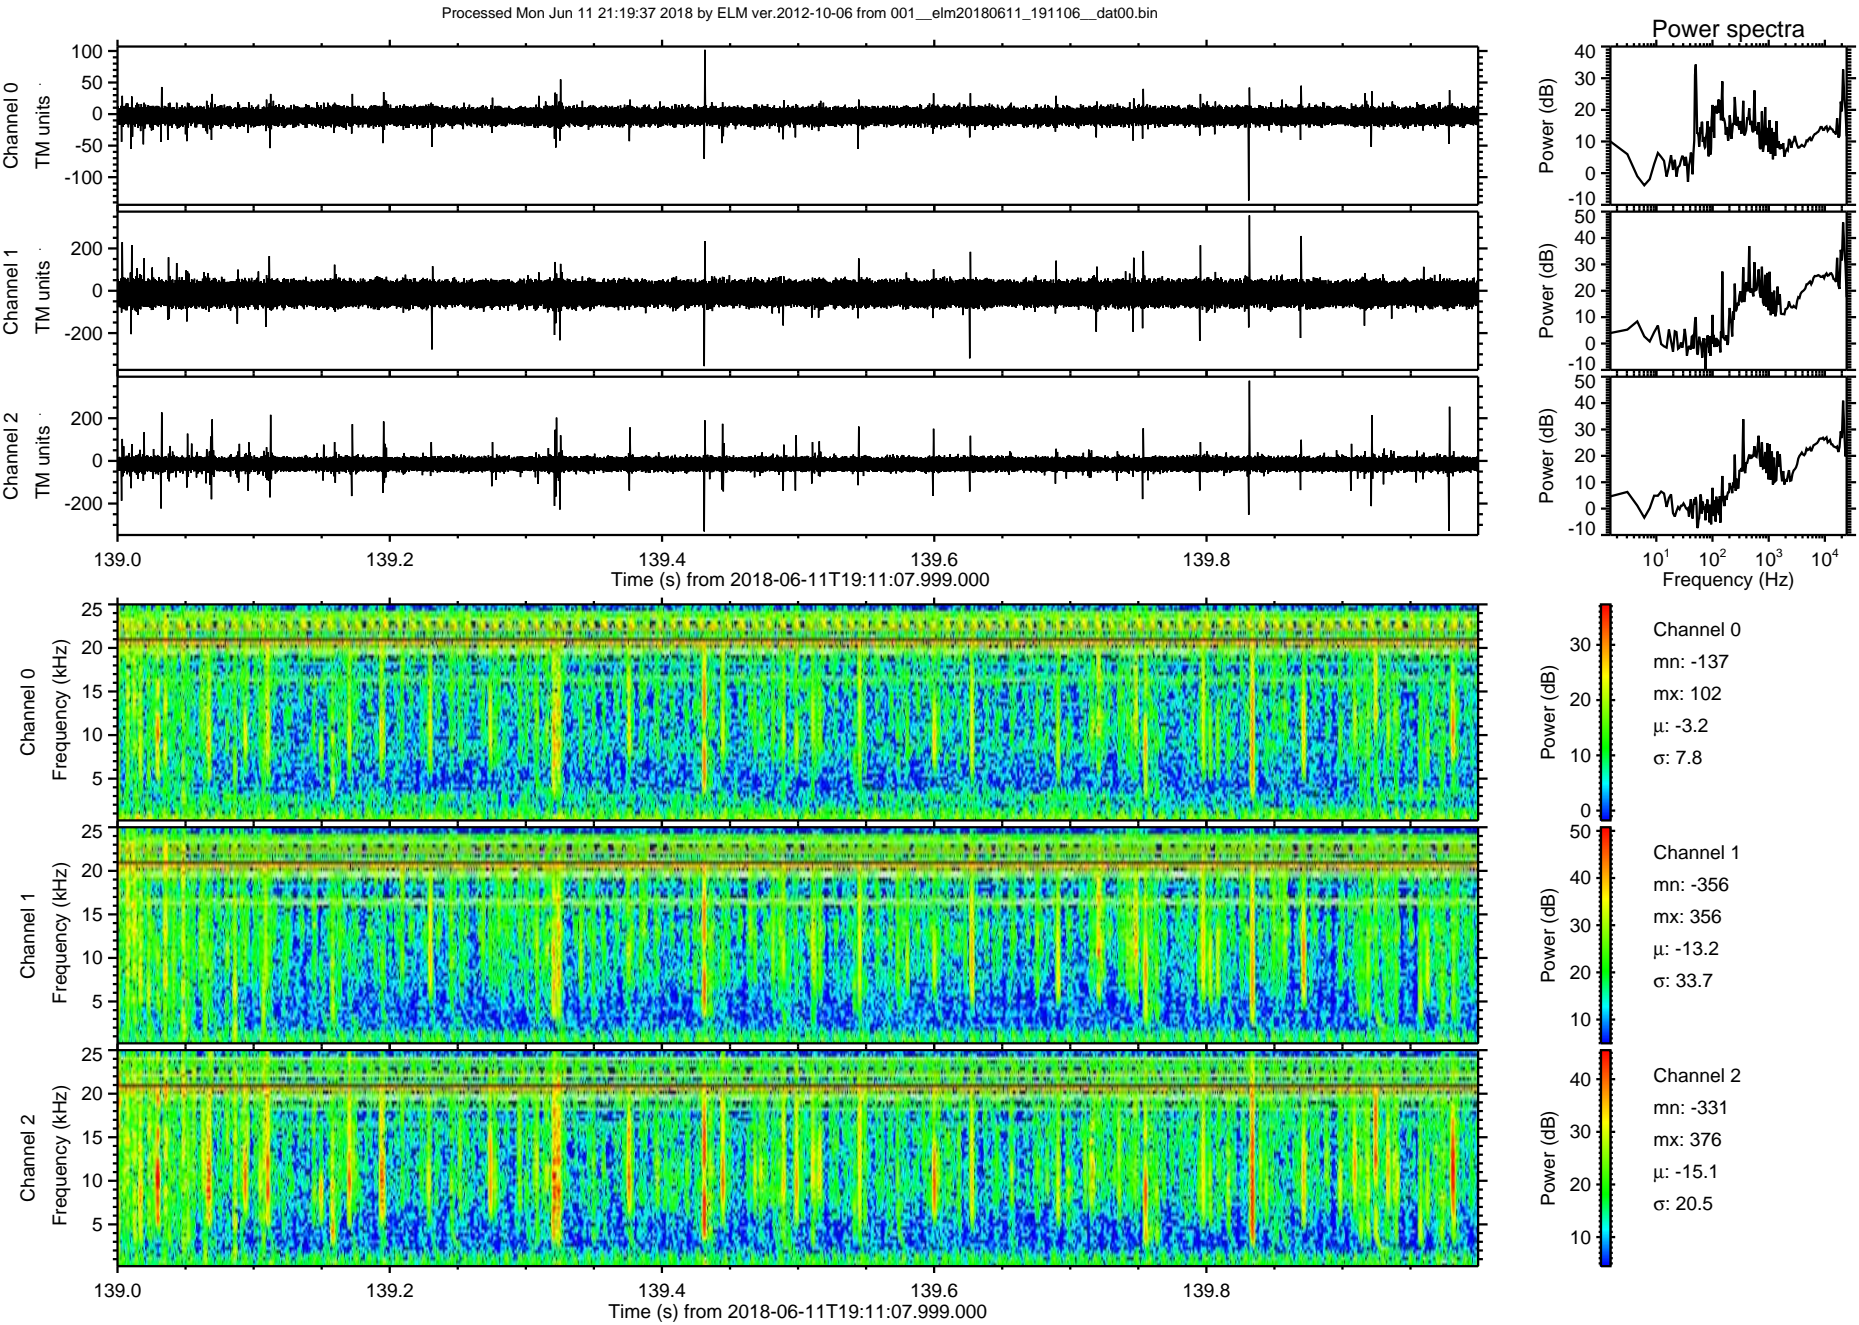 Processed Mon Jun 11 21:19:37 2018 by ELM ver.2012-10-06 from 001__elm20180611_191106__dat00.bin
Power spectra
Channel 0
TM units
100
50
0
-50
-100
Power (dB)
40
30
20
10
0
-10
Channel 1
TM units
200
0
-200
Power (dB)
50
40
30
20
10
0
-10
Channel 2
TM units
200
0
-200
Power (dB)
50
40
30
20
10
0
-10
139.0 139.2 139.4 139.6 139.8
Time (s) from 2018-06-11T19:11:07.999.000
10¹ 10² 10³ 10⁴
Frequency (Hz)
Channel 0
Frequency (kHz)
25
20
15
10
5
Power (dB)
30
20
10
0
Channel 0
mn: -137
mx: 102
μ: -3.2
σ: 7.8
Channel 1
Frequency (kHz)
25
20
15
10
5
Power (dB)
50
40
30
20
10
Channel 1
mn: -356
mx: 356
μ: -13.2
σ: 33.7
Channel 2
Frequency (kHz)
25
20
15
10
5
Power (dB)
40
30
20
10
Channel 2
mn: -331
mx: 376
μ: -15.1
σ: 20.5
139.0 139.2 139.4 139.6 139.8
Time (s) from 2018-06-11T19:11:07.999.000